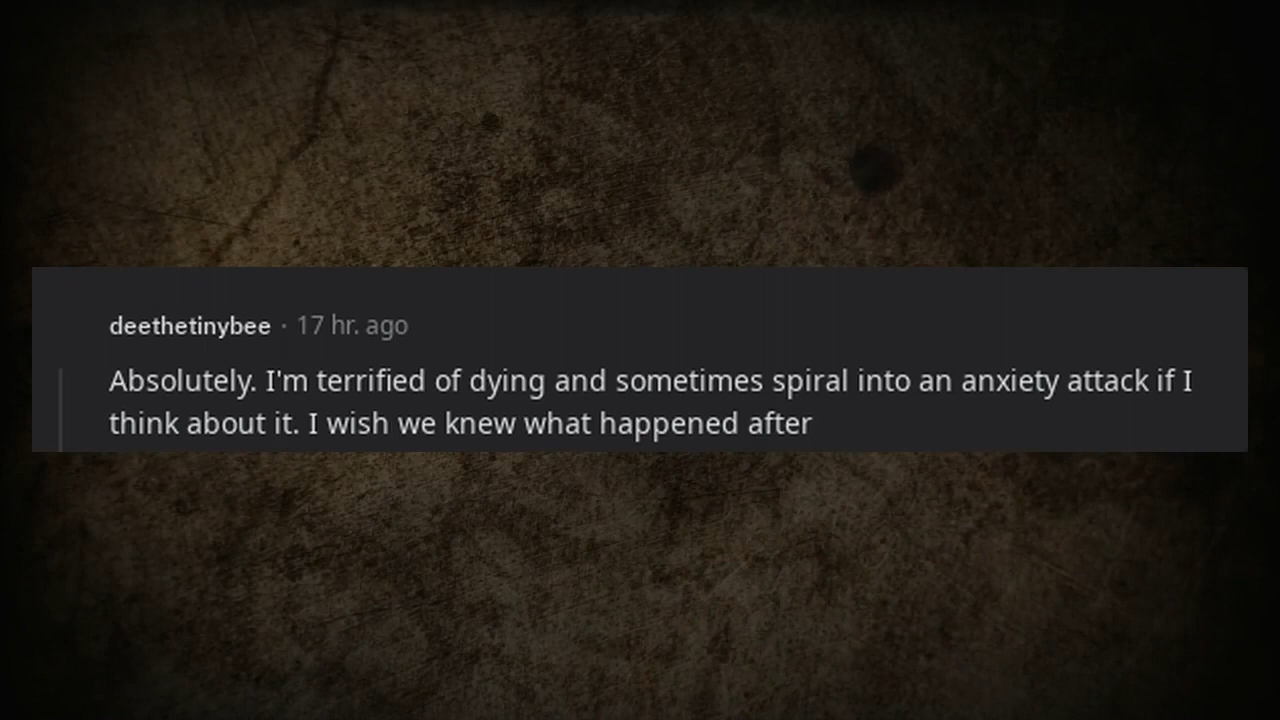 deethetinybee · 17 hr. ago
Absolutely. I'm terrified of dying and sometimes spiral into an anxiety attack if I
think about it. I wish we knew what happened after